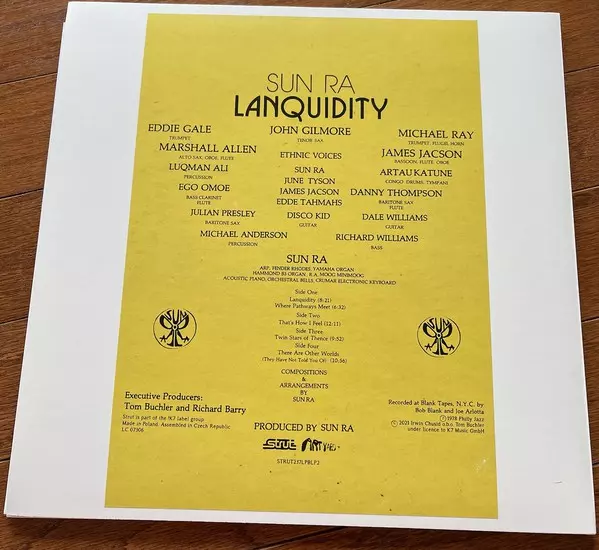 SUN RA
LANQUIDITY
EDDIE GALE
TRUMPET
JOHN GILMORE
TENOR SAX
MICHAEL RAY
TRUMPET, FLUGEL HORN
MARSHALL ALLEN
ALTO SAX, OBOE, FLUTE
ETHNIC VOICES
JAMES JACSON
BASSOON, FLUTE OBOE
LUQMAN ALI
PERCUSSION
SUN RA
ARTAU KATUNE
CONGO DRUMS, TYMPANI
JUNE TYSON
EGO OMOE
BASS CLARINET
FLUTE
JAMES JACSON
DANNY THOMPSON
BARITONE SAX
FLUTE
EDDE TAHMAHS
JULIAN PRESLEY
BARITONE SAX
DISCO KID
GUITAR
DALE WILLIAMS
GUITAR
MICHAEL ANDERSON
PERCUSSION
RICHARD WILLIAMS
BASS
SUN RA
ARP, FENDER RHODES, YAMAHA ORGAN
HAMMOND B3 ORGAN, R.A. MOOG MINIMOOG
ACOUSTIC PIANO, ORCHESTRAL BELLS, CRUMAR ELECTRONIC KEYBOARD
Side One
Lanquidity (8:21)
Where Pathways Meet (6:32)
Side Two
That's How I Feel (12:11)
Side Three
Twin Stars of Thence (9:52)
Side Four
There Are Other Worlds
(They Have Not Told You Of) (10:56)
SUN
SUN
COMPOSITIONS
&
ARRANGEMENTS
BY
SUN RA
Executive Producers:
Tom Buchler and Richard Barry
Strut is part of the !K7 label group
Made in Poland. Assembled in Czech Republic
LC 07306
Recorded at Blank Tapes, N.Y.C. by
Bob Blank and Joe Arlotta
℗ 1978 Philly Jazz
© 2021 Irwin Chusid o.b.o. Tom Buchler
under licence to K7 Music GmbH
PRODUCED BY SUN RA
Strut
ArtYard
STRUT237LPBLP2